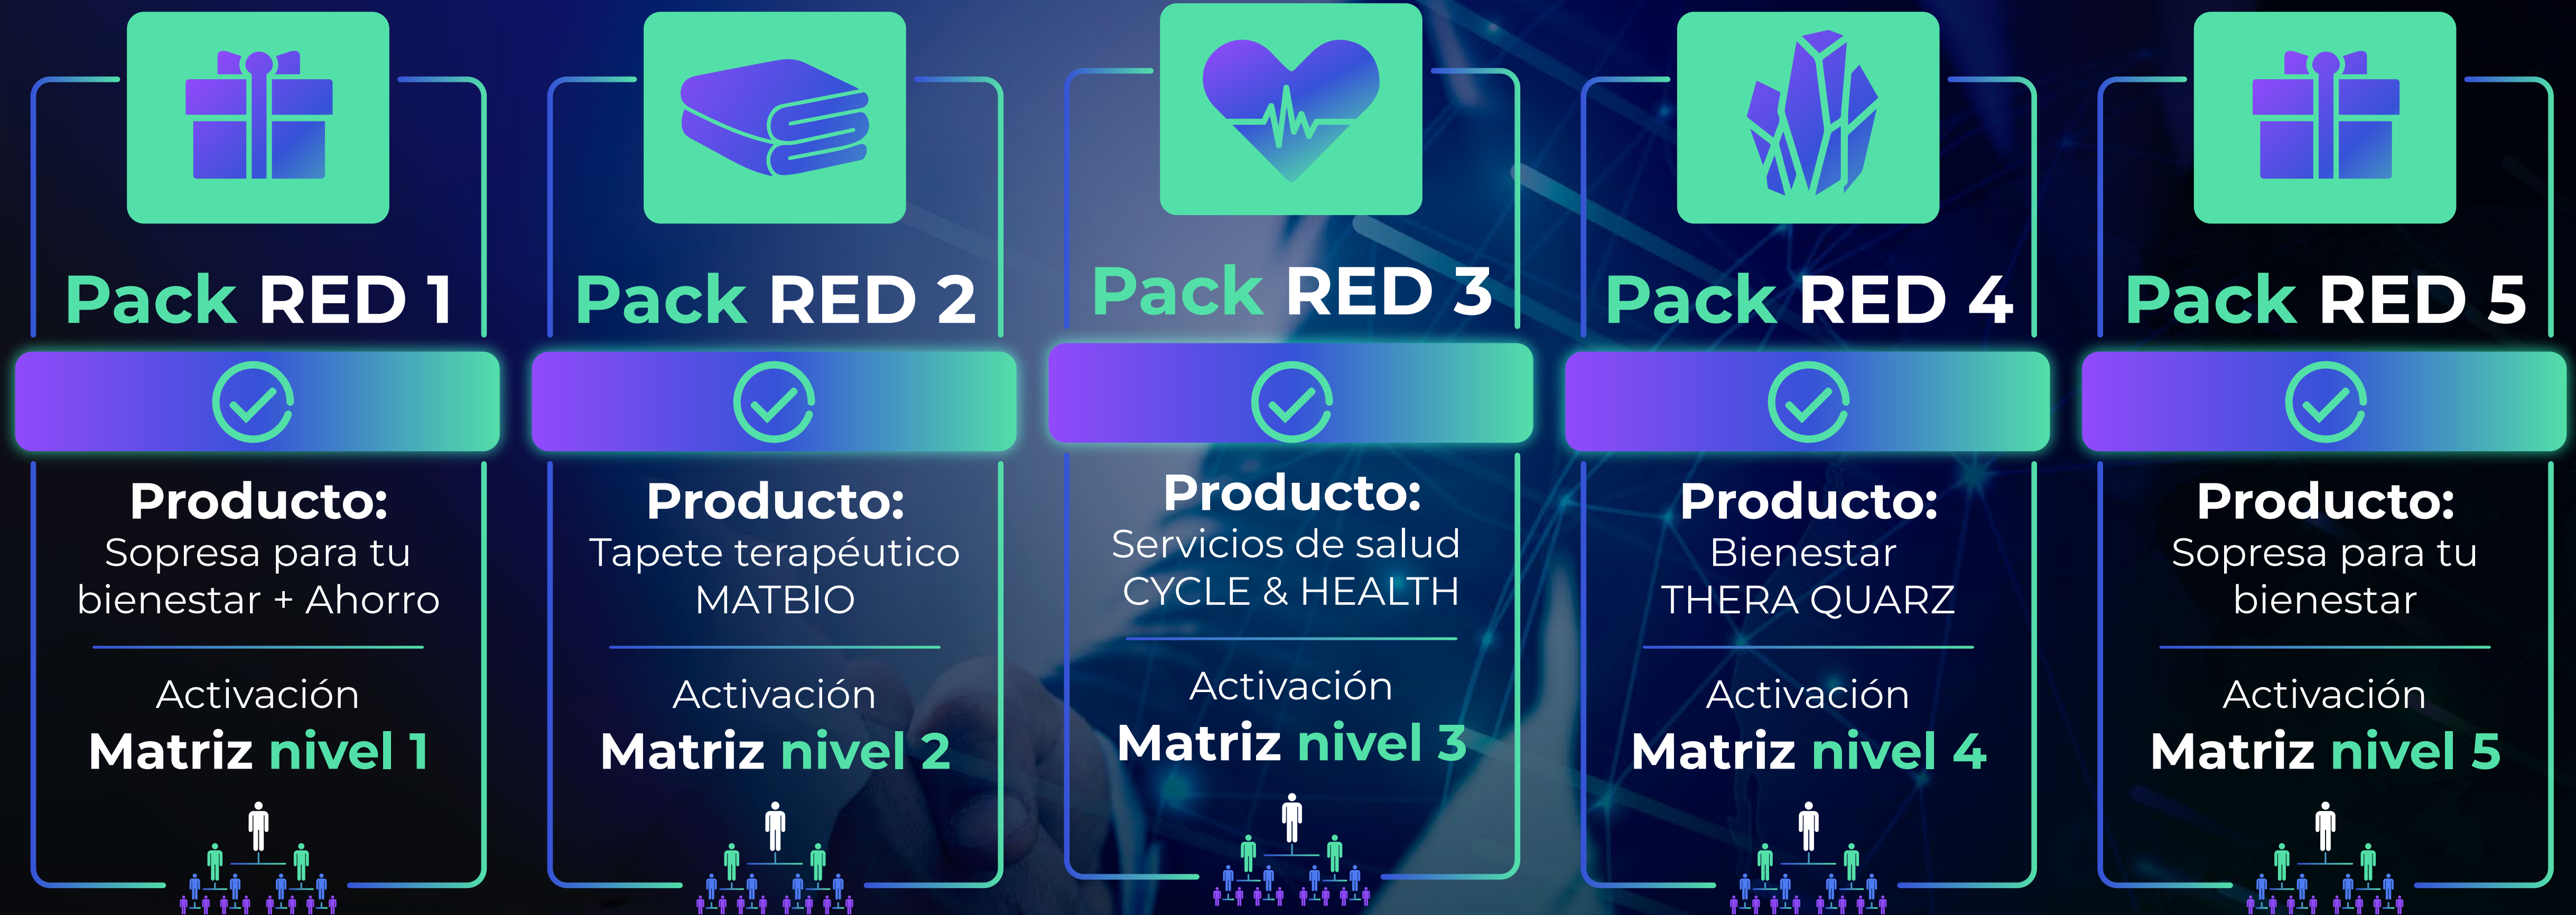 Pack RED 1
Producto:
Sopresa para tu
bienestar + Ahorro
Activación
Matriz nivel 1
Pack RED 2
Producto:
Tapete terapéutico
MATBIO
Activación
Matriz nivel 2
Pack RED 3
Producto:
Servicios de salud
CYCLE & HEALTH
Activación
Matriz nivel 3
Pack RED 4
Producto:
Bienestar
THERA QUARZ
Activación
Matriz nivel 4
Pack RED 5
Producto:
Sopresa para tu
bienestar
Activación
Matriz nivel 5